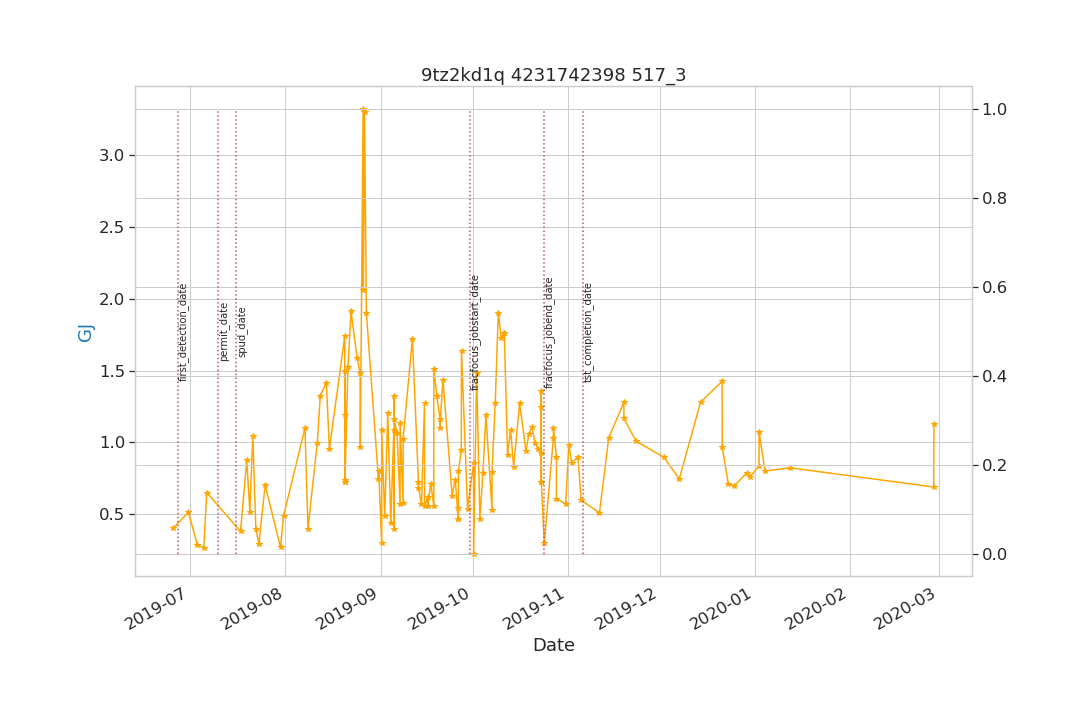 9tz2kd1q 4231742398 517_3
GJ
3.0
2.5
2.0
1.5
1.0
0.5
1.0
0.8
0.6
0.4
0.2
0.0
first_detection_date
permit_date
spud_date
fracfocus_jobstart_date
fracfocus_jobend_date
tst_completion_date
2019-07
2019-08
2019-09
2019-10
2019-11
2019-12
2020-01
2020-02
2020-03
Date